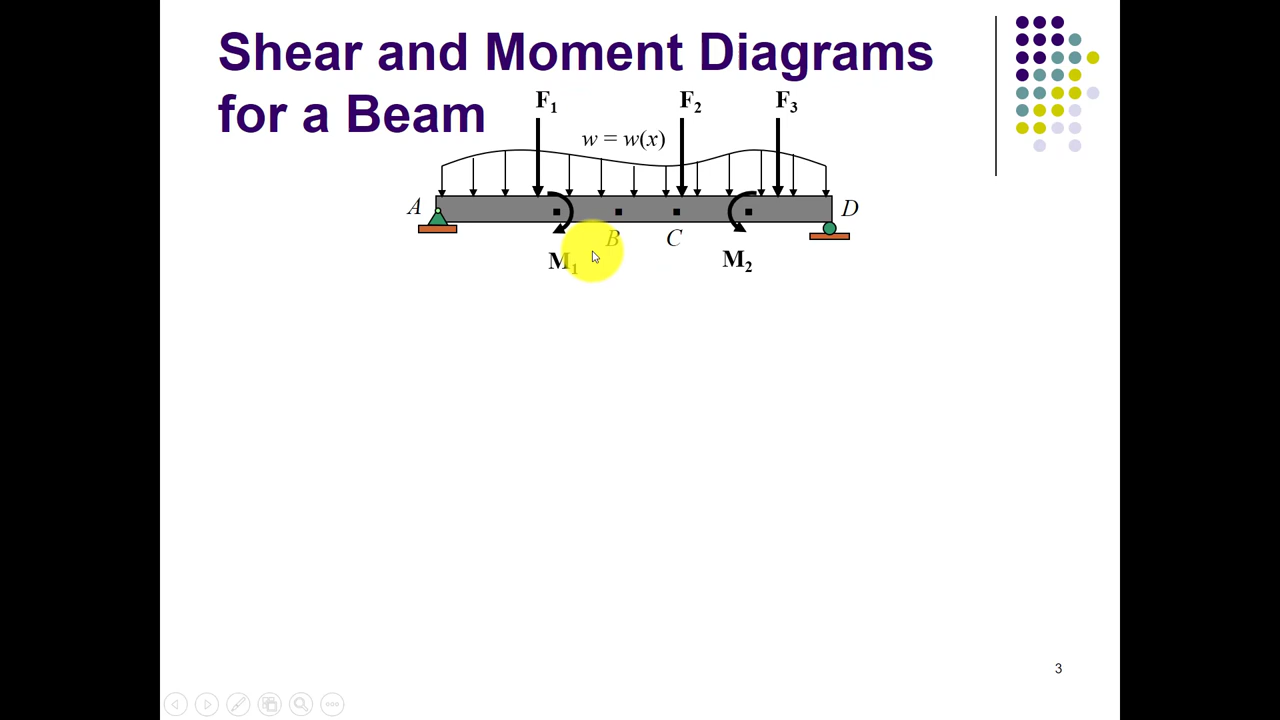 Shear and Moment Diagrams
for a Beam
F1 F2 F3
w = w(x)
A D
B C
M1 M2
3